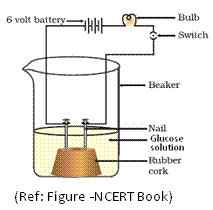 6 volt battery
Bulb
Switch
Beaker
Nail
Glucose
solution
Rubber
cork
(Ref: Figure -NCERT Book)